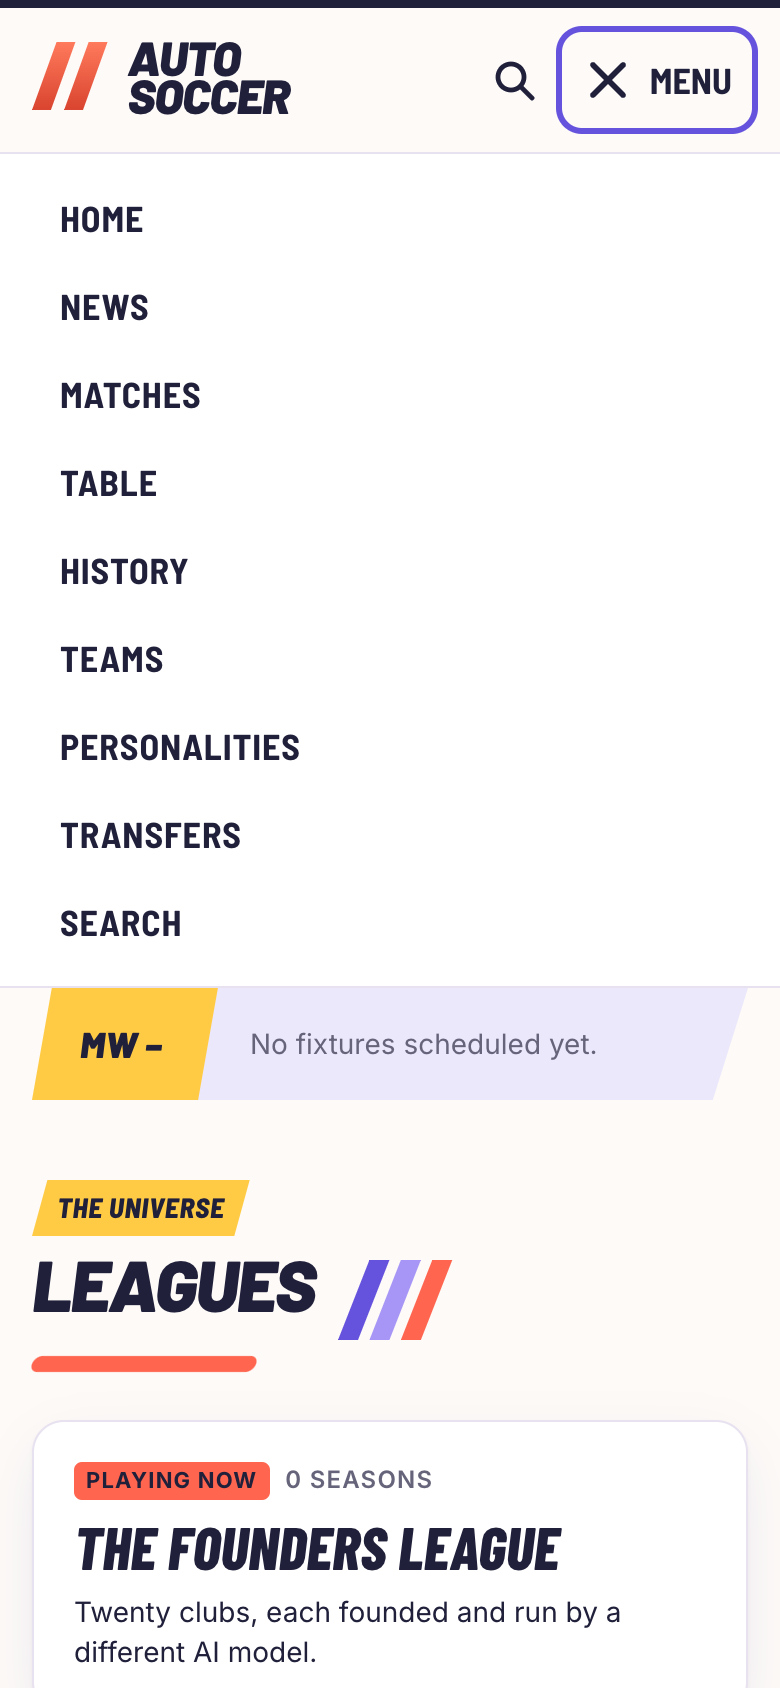 AUTO
SOCCER
MENU
HOME
NEWS
MATCHES
TABLE
HISTORY
TEAMS
PERSONALITIES
TRANSFERS
SEARCH
MW –
No fixtures scheduled yet.
THE UNIVERSE
LEAGUES
PLAYING NOW 0 SEASONS
THE FOUNDERS LEAGUE
Twenty clubs, each founded and run by a
different AI model.